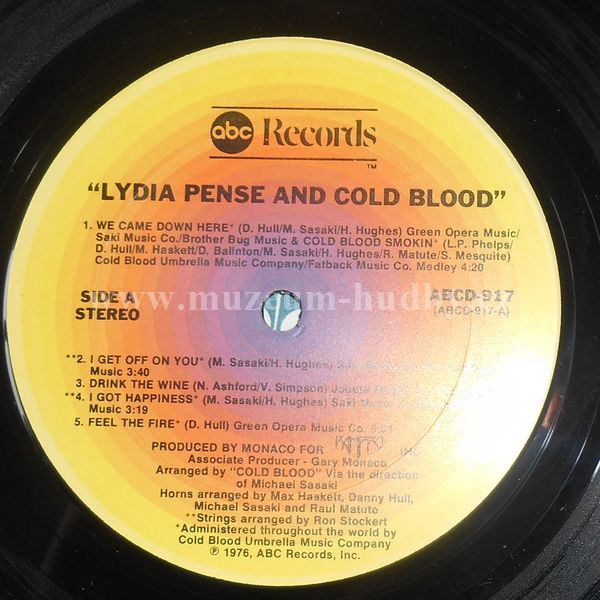 abc Records
TM
"LYDIA PENSE AND COLD BLOOD"
1. WE CAME DOWN HERE* (D. Hull/M. Sasaki/H. Hughes) Green Opera Music/
Saki Music Co./Brother Bug Music & COLD BLOOD SMOKIN* (L.P. Phelps/
D. Hull/M. Haskett/D. Balinton/M. Sasaki/H. Hughes/R. Matute/S. Mesquite)
Cold Blood Umbrella Music Company/Fatback Music Co. Medley 4:20
SIDE A
STEREO
ABCD-917
(ABCD-917-A)
www.muzeum-hudby
**2. I GET OFF ON YOU* (M. Sasaki/H. Hughes) Saki
Music 3:40
3. DRINK THE WINE (N. Ashford/V. Simpson) Jobete
**4. I GOT HAPPINESS* (M. Sasaki/H. Hughes) Saki Music
Music 3:19
5. FEEL THE FIRE* (D. Hull) Green Opera Music Co.
PRODUCED BY MONACO FOR
Associate Producer - Gary Monaco
Arranged by "COLD BLOOD" Via the direction
of Michael Sasaki
Horns arranged by Max Haskett, Danny Hull,
Michael Sasaki and Raul Matute
**Strings arranged by Ron Stockert
*Administered throughout the world by
Cold Blood Umbrella Music Company
℗ 1976, ABC Records, Inc.